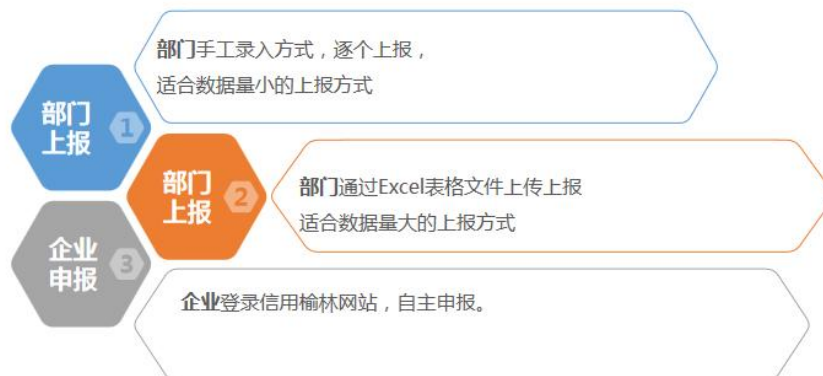 部门手工录入方式，逐个上报，
适合数据量小的上报方式
部门
上报
1
部门
上报
2
部门通过Excel表格文件上传上报
适合数据量大的上报方式
企业
申报
3
企业登录信用榆林网站，自主申报。